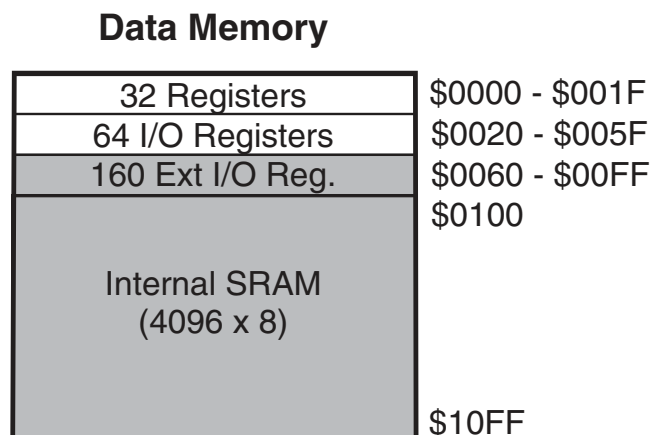 Data Memory
32 Registers $0000 - $001F
64 I/O Registers $0020 - $005F
160 Ext I/O Reg. $0060 - $00FF
$0100
Internal SRAM
(4096 x 8)
$10FF